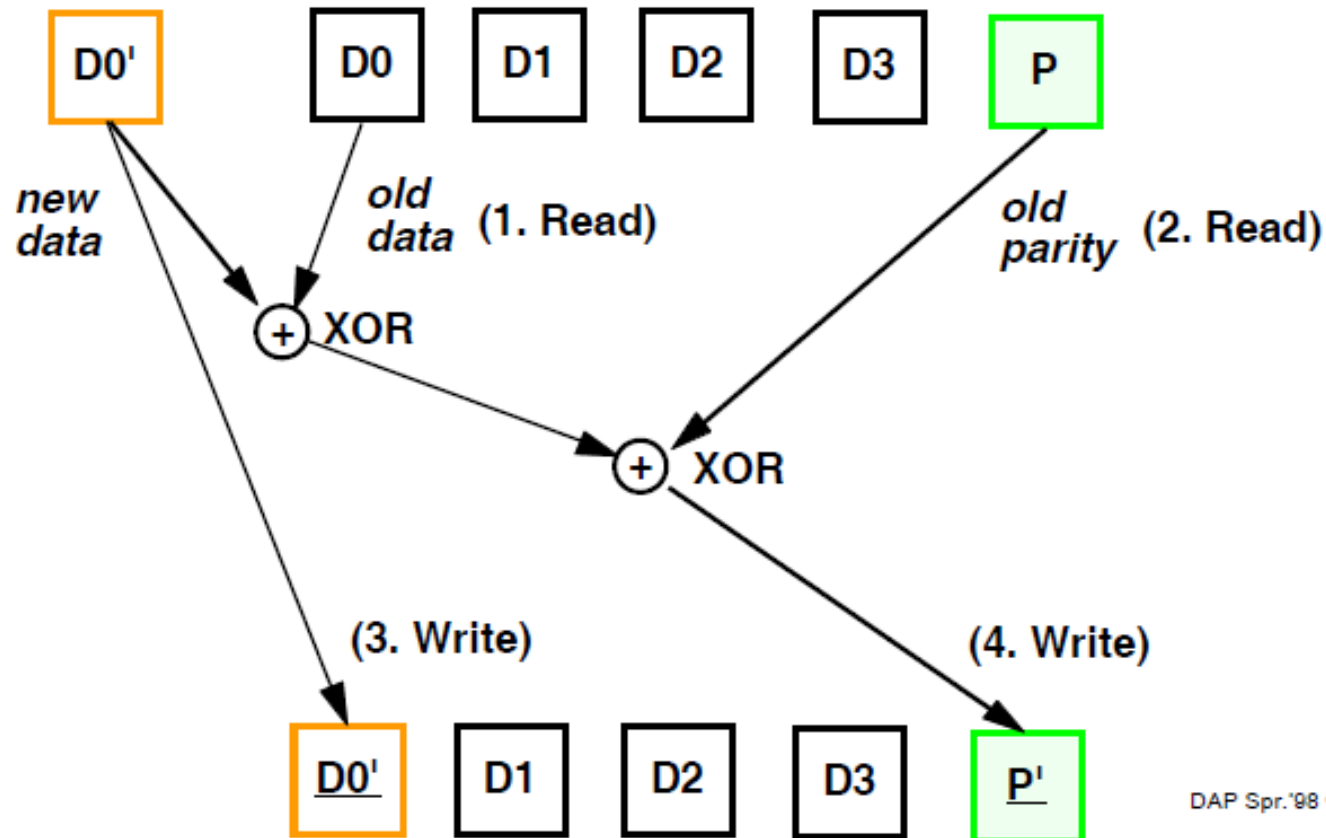 D0' D0 D1 D2 D3 P
new data
old data (1. Read)
old parity (2. Read)
+ XOR
+ XOR
(3. Write) (4. Write)
D0' D1 D2 D3 P'
DAP Spr.'98